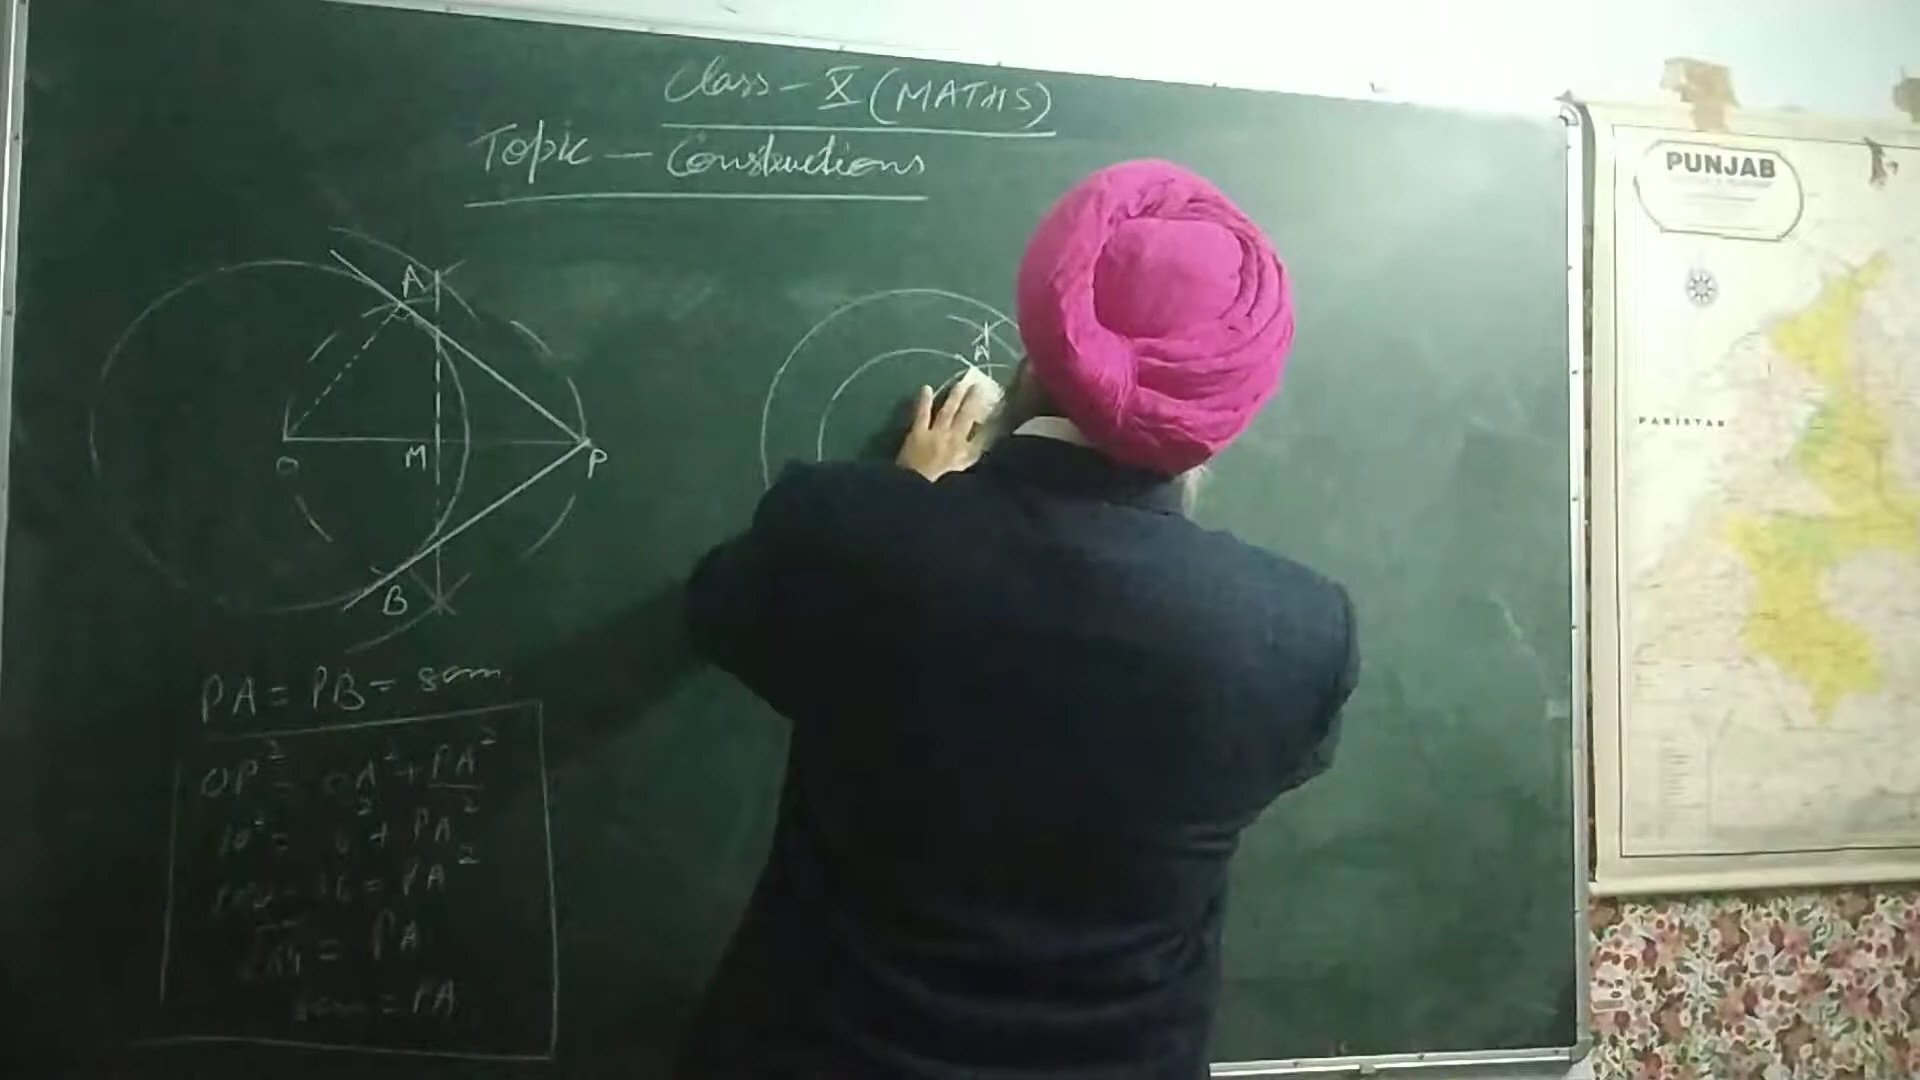 Class - X (MATHS)
Topic - Constructions
A
O
M
P
B
A
PA = PB = 8cm.
OP² = OA² + PA²
10² = 6² + PA²
100 - 36 = PA²
√64 = PA
8cm = PA
PUNJAB
PAKISTAN